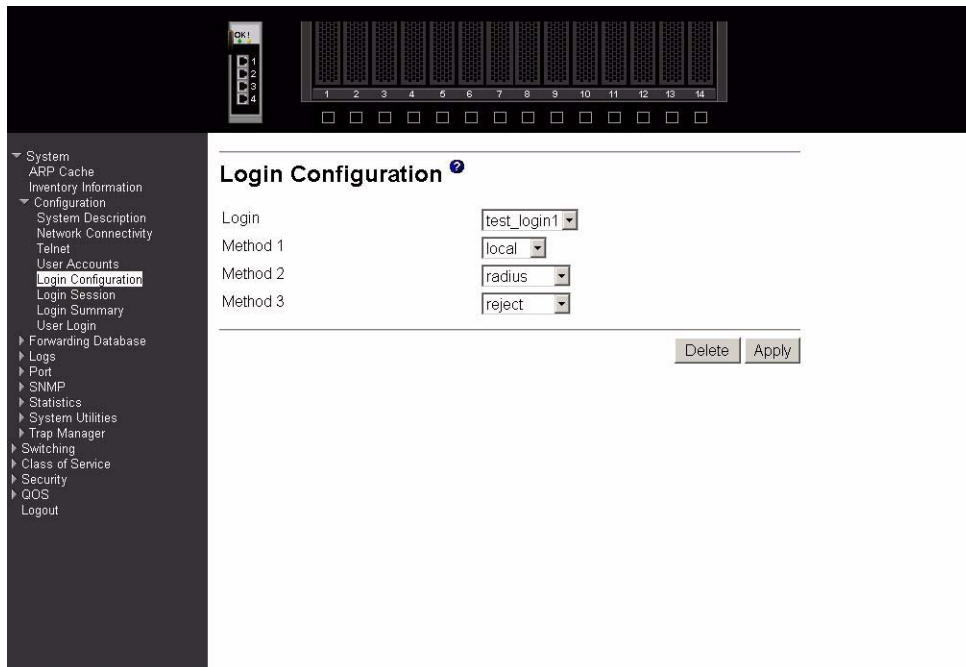 OK!
1
2
3
4
1 2 3 4 5 6 7 8 9 10 11 12 13 14
System
ARP Cache
Inventory Information
Configuration
System Description
Network Connectivity
Telnet
User Accounts
Login Configuration
Login Session
Login Summary
User Login
Forwarding Database
Logs
Port
SNMP
Statistics
System Utilities
Trap Manager
Switching
Class of Service
Security
QOS
Logout
Login Configuration ?
Login test_login1
Method 1 local
Method 2 radius
Method 3 reject
Delete Apply